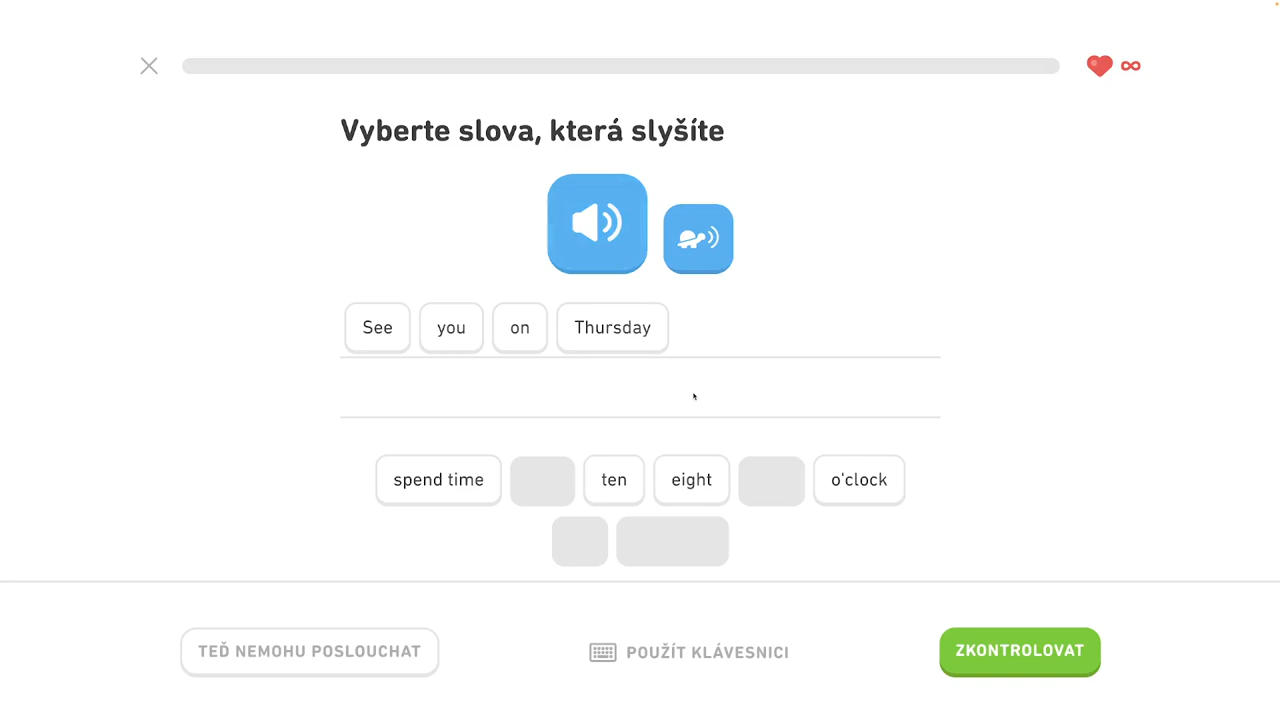 Vyberte slova, která slyšíte
See you on Thursday
spend time ten eight o'clock
TEĎ NEMOHU POSLOUCHAT POUŽÍT KLÁVESNICI ZKONTROLOVAT